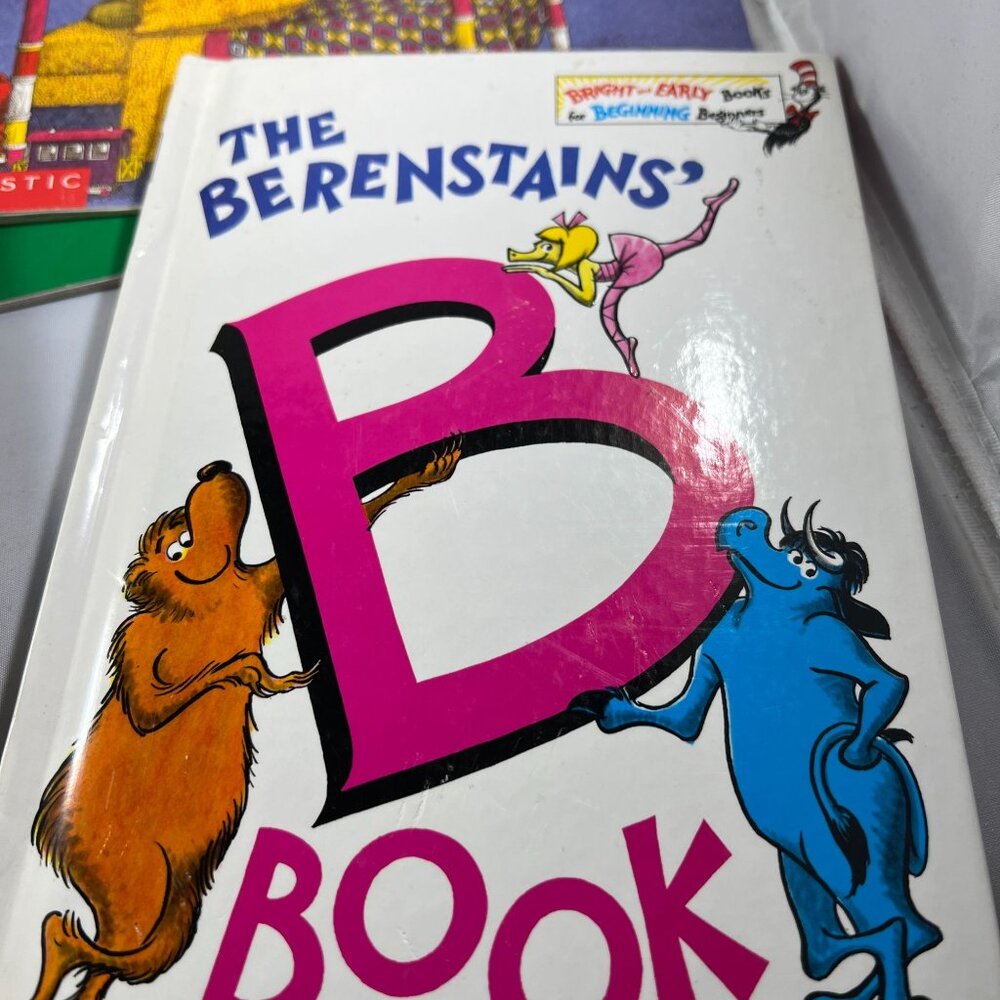 STIC
BRIGHT and EARLY Books
for BEGINNING Beginners
THE
BERENSTAINS'
B
BOOK